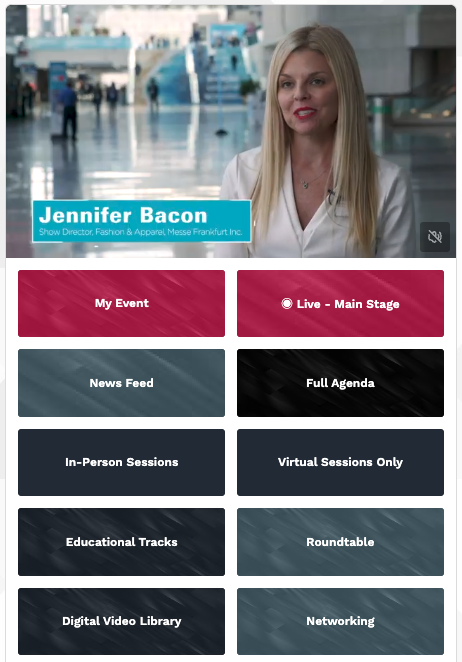 Jennifer Bacon
Show Director, Fashion & Apparel, Messe Frankfurt Inc.
My Event
◉ Live - Main Stage
News Feed
Full Agenda
In-Person Sessions
Virtual Sessions Only
Educational Tracks
Roundtable
Digital Video Library
Networking